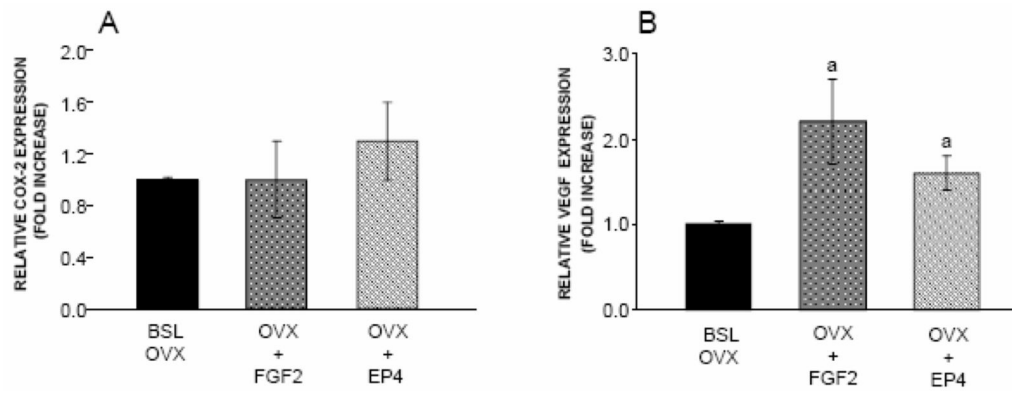 A
RELATIVE COX-2 EXPRESSION
(FOLD INCREASE)
2.0
1.6
1.2
0.8
0.4
0.0
BSL
OVX
OVX
+
FGF2
OVX
+
EP4
B
RELATIVE VEGF EXPRESSION
(FOLD INCREASE)
3.0
2.0
1.0
0.0
a
a
BSL
OVX
OVX
+
FGF2
OVX
+
EP4